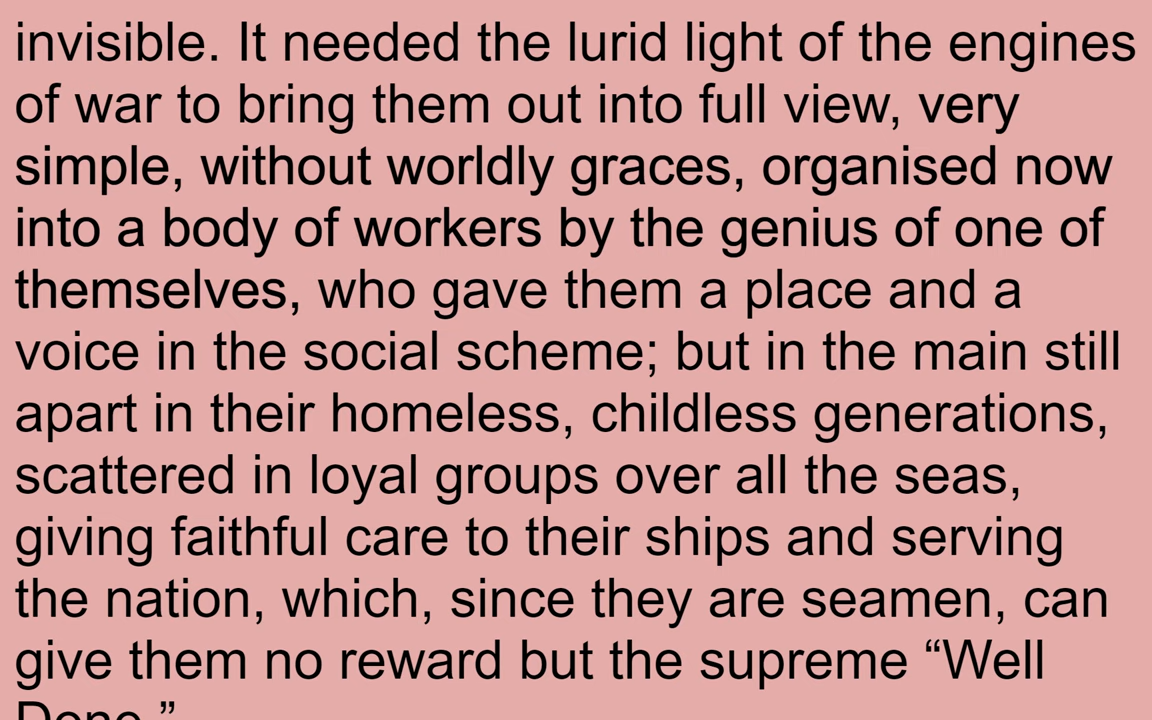 invisible. It needed the lurid light of the engines
of war to bring them out into full view, very
simple, without worldly graces, organised now
into a body of workers by the genius of one of
themselves, who gave them a place and a
voice in the social scheme; but in the main still
apart in their homeless, childless generations,
scattered in loyal groups over all the seas,
giving faithful care to their ships and serving
the nation, which, since they are seamen, can
give them no reward but the supreme “Well
Done.”